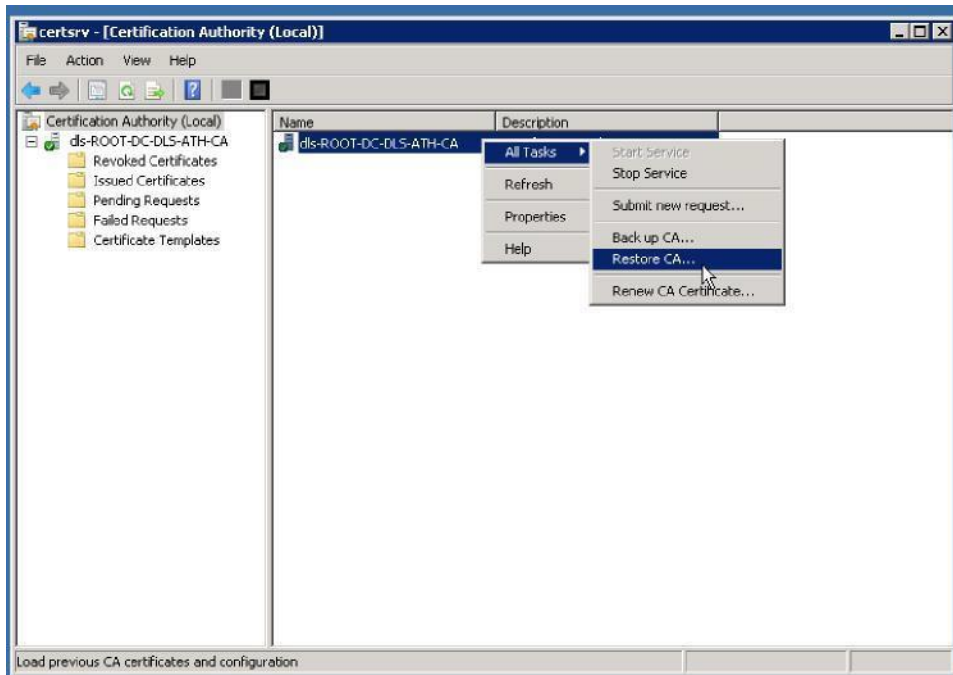 certsrv - [Certification Authority (Local)]
File Action View Help
Certification Authority (Local)
dls-ROOT-DC-DLS-ATH-CA
Revoked Certificates
Issued Certificates
Pending Requests
Failed Requests
Certificate Templates
Name Description
dls-ROOT-DC-DLS-ATH-CA
All Tasks
Refresh
Properties
Help
Start Service
Stop Service
Submit new request...
Back up CA...
Restore CA...
Renew CA Certificate...
Load previous CA certificates and configuration